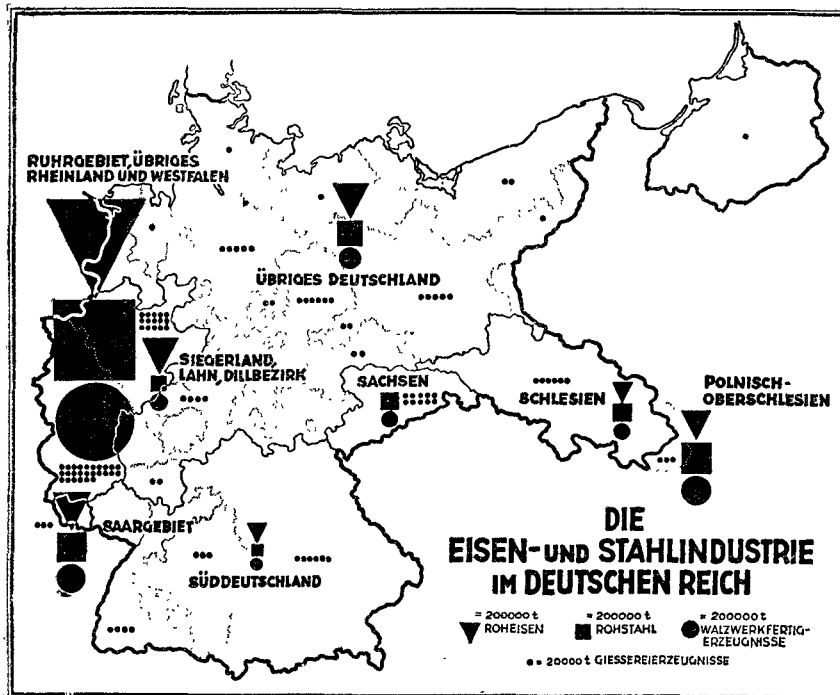 RUHRGEBIET, ÜBRIGES
RHEINLAND UND WESTFALEN
ÜBRIGES DEUTSCHLAND
SIEGERLAND,
LAHN, DILLBEZIRK
SACHSEN
SCHLESIEN
POLNISCH-
OBERSCHLESIEN
SAARGEBIET
SÜDDEUTSCHLAND
DIE
EISEN- UND STAHLINDUSTRIE
IM DEUTSCHEN REICH
= 200000 t
ROHEISEN
= 200000 t
ROHSTAHL
= 200000 t
WALZWERKFERTIG-
ERZEUGNISSE
= 20000 t GIESSEREIERZEUGNISSE